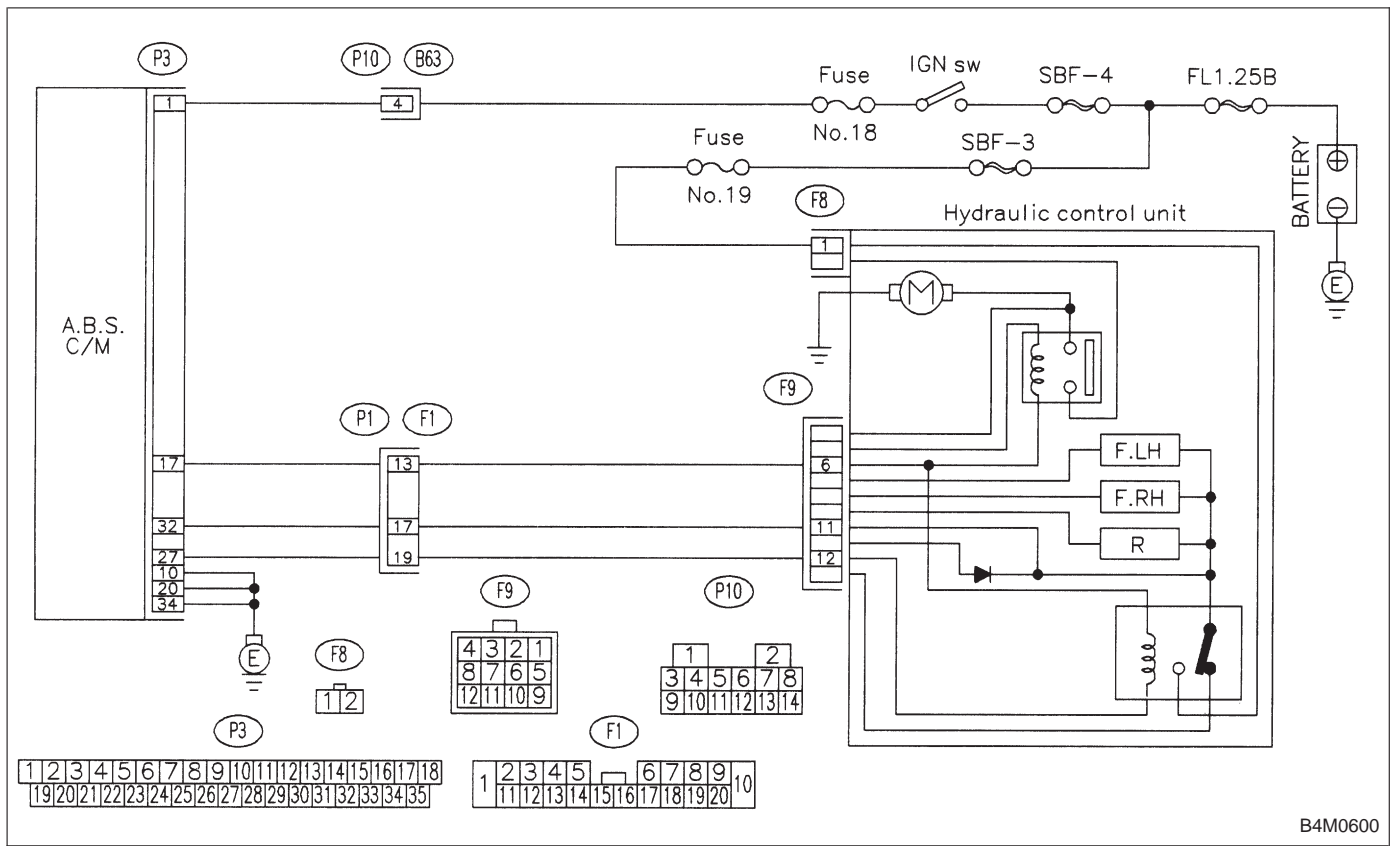 P3
P10 B63
Fuse
No.18
IGN sw
SBF-4
FL1.25B
1
4
Fuse
No.19
SBF-3
BATTERY
F8
Hydraulic control unit
1
M
E
A.B.S.
C/M
F9
P1 F1
17
13
6
F.LH
F.RH
32
17
11
R
27
19
12
10
20
34
E
F8
1 2
F9
4 3 2 1
8 7 6 5
12 11 10 9
P10
1 2
3 4 5 6 7 8
9 10 11 12 13 14
P3
1 2 3 4 5 6 7 8 9 10 11 12 13 14 15 16 17 18
19 20 21 22 23 24 25 26 27 28 29 30 31 32 33 34 35
F1
1 2 3 4 5 6 7 8 9 10
11 12 13 14 15 16 17 18 19 20
B4M0600